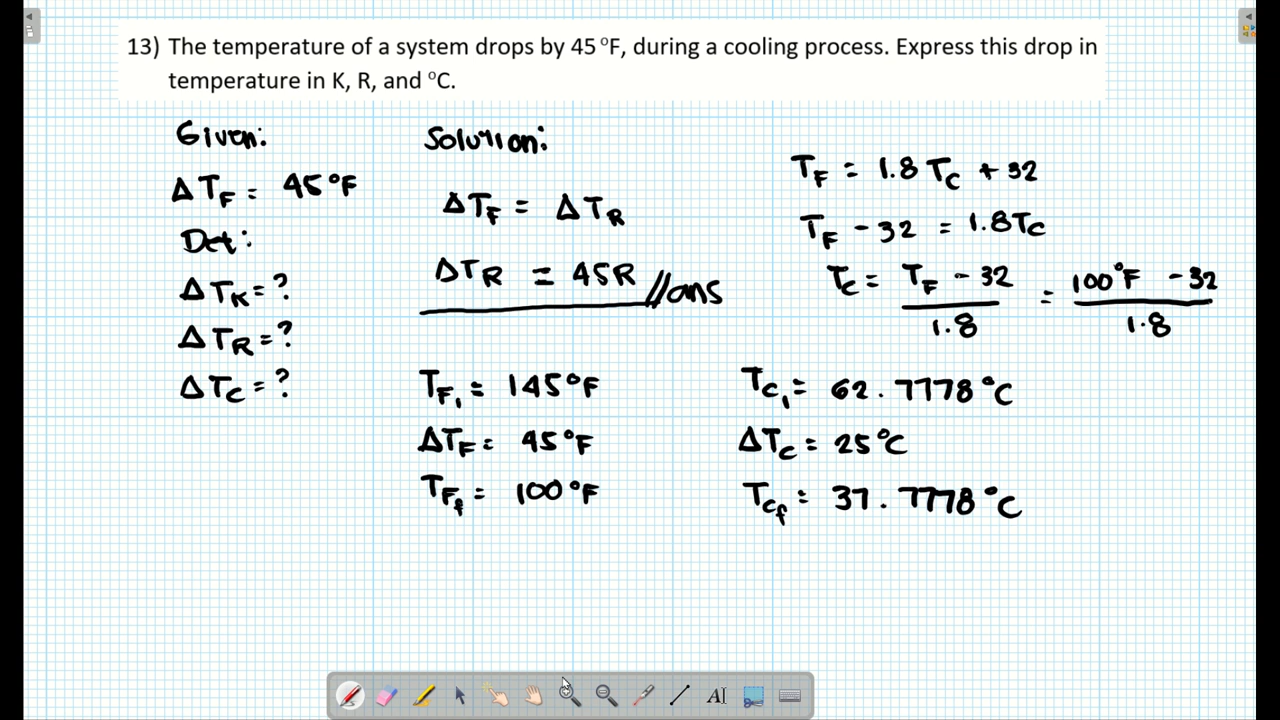 13) The temperature of a system drops by 45 °F, during a cooling process. Express this drop in
temperature in K, R, and °C.
Given:
ΔT_F = 45°F
Det:
ΔT_K = ?
ΔT_R = ?
ΔT_C = ?
Solution:
ΔT_F = ΔT_R
ΔT_R = 45R //ans
T_F₁ = 145°F
ΔT_F = 45°F
T_Ff = 100°F
T_F = 1.8 T_C + 32
T_F - 32 = 1.8T_C
T_C = (T_F - 32) / 1.8 = (100°F - 32) / 1.8
T_C₁ = 62.7778°C
ΔT_C = 25°C
T_Cf = 37.7778°C
AI